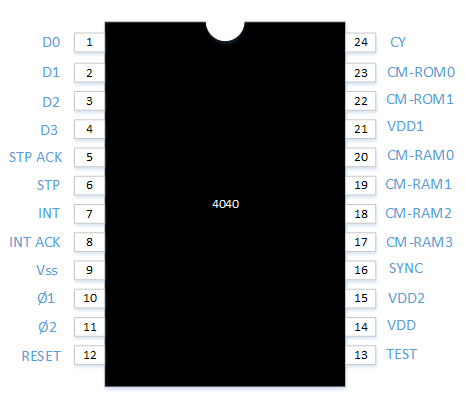 D0 1 24 CY
D1 2 23 CM-ROM0
D2 3 22 CM-ROM1
D3 4 21 VDD1
STP ACK 5 20 CM-RAM0
STP 6 19 CM-RAM1
4040
INT 7 18 CM-RAM2
INT ACK 8 17 CM-RAM3
Vss 9 16 SYNC
Ø1 10 15 VDD2
Ø2 11 14 VDD
RESET 12 13 TEST